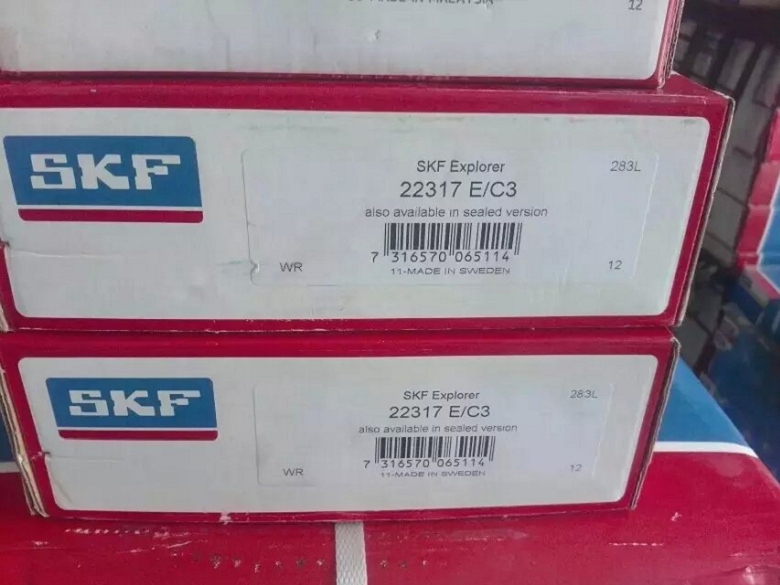 MALAYSIA
12
SKF
SKF Explorer
283L
22317 E/C3
also available in sealed version
7 316570 065114
WR
11-MADE IN SWEDEN
12
SKF
SKF Explorer
283L
22317 E/C3
also available in sealed version
7 316570 065114
WR
11-MADE IN SWEDEN
12